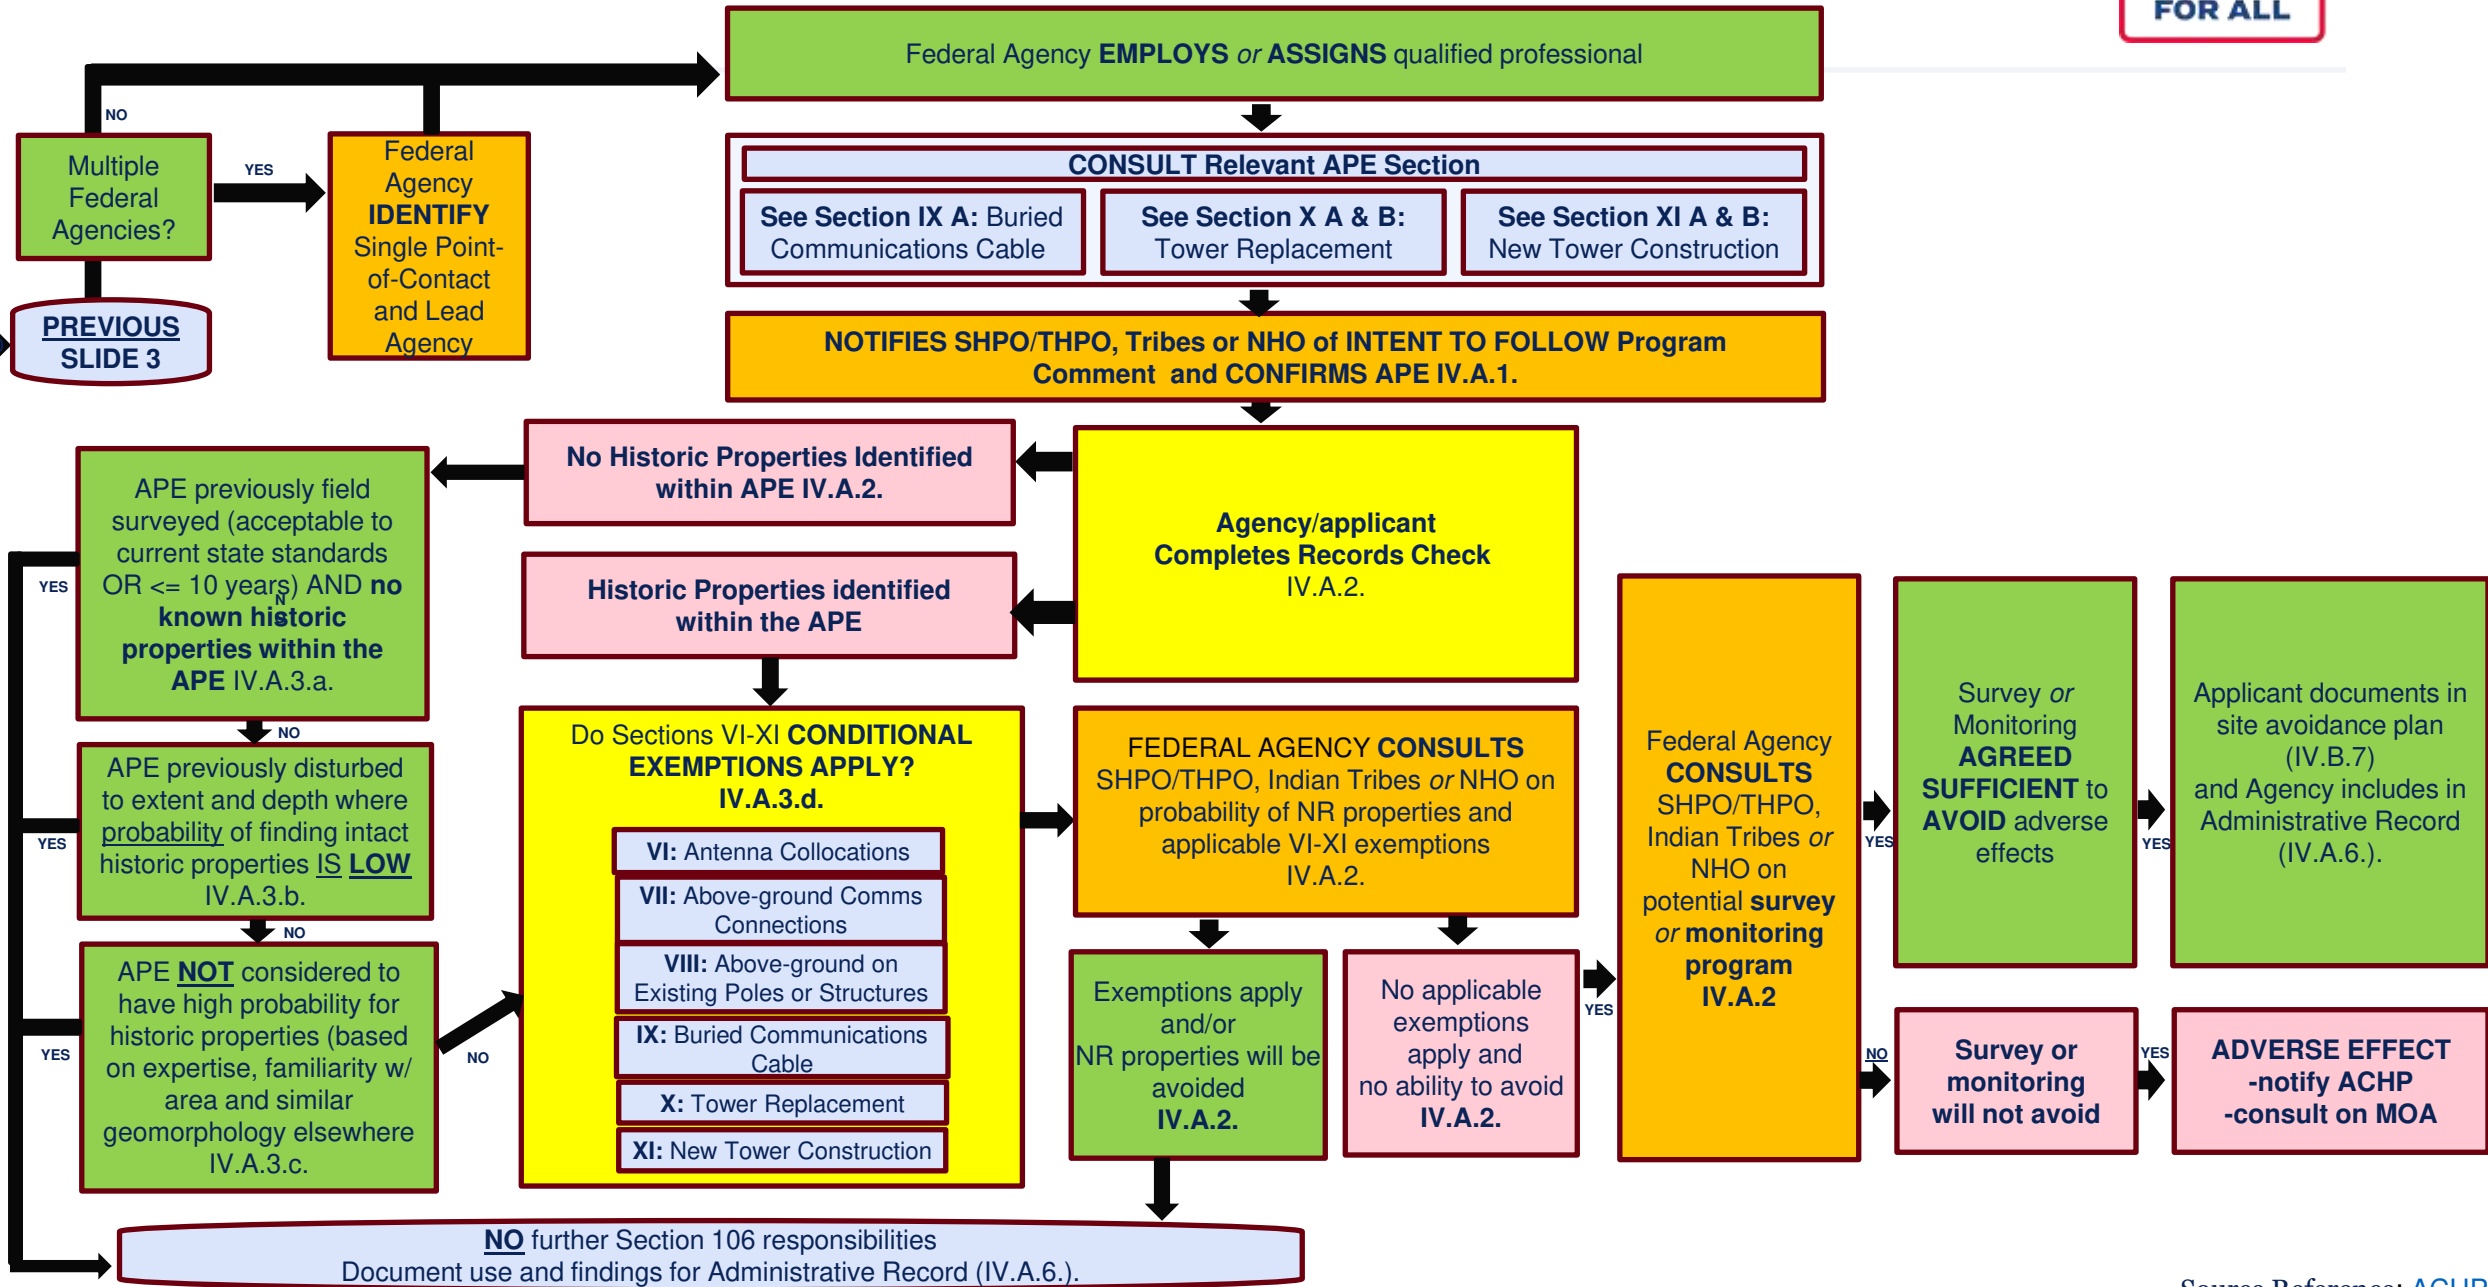 FOR ALL
Federal Agency EMPLOYS or ASSIGNS qualified professional
NO
Multiple
Federal
Agencies?
YES
Federal
Agency
IDENTIFY
Single Point-
of-Contact
and Lead
Agency
PREVIOUS
SLIDE 3
CONSULT Relevant APE Section
See Section IX A: Buried
Communications Cable
See Section X A & B:
Tower Replacement
See Section XI A & B:
New Tower Construction
NOTIFIES SHPO/THPO, Tribes or NHO of INTENT TO FOLLOW Program
Comment and CONFIRMS APE IV.A.1.
Agency/applicant
Completes Records Check
IV.A.2.
No Historic Properties Identified
within APE IV.A.2.
Historic Properties identified
within the APE
APE previously field
surveyed (acceptable to
current state standards
OR <= 10 years) AND no
known historic
properties within the
APE IV.A.3.a.
YES
NO
APE previously disturbed
to extent and depth where
probability of finding intact
historic properties IS LOW
IV.A.3.b.
YES
NO
APE NOT considered to
have high probability for
historic properties (based
on expertise, familiarity w/
area and similar
geomorphology elsewhere
IV.A.3.c.
YES
NO
Do Sections VI-XI CONDITIONAL
EXEMPTIONS APPLY?
IV.A.3.d.
VI: Antenna Collocations
VII: Above-ground Comms
Connections
VIII: Above-ground on
Existing Poles or Structures
IX: Buried Communications
Cable
X: Tower Replacement
XI: New Tower Construction
FEDERAL AGENCY CONSULTS
SHPO/THPO, Indian Tribes or NHO on
probability of NR properties and
applicable VI-XI exemptions
IV.A.2.
Exemptions apply
and/or
NR properties will be
avoided
IV.A.2.
No applicable
exemptions
apply and
no ability to avoid
IV.A.2.
YES
Federal Agency
CONSULTS
SHPO/THPO,
Indian Tribes or
NHO on
potential survey
or monitoring
program
IV.A.2
YES
Survey or
Monitoring
AGREED
SUFFICIENT to
AVOID adverse
effects
YES
Applicant documents in
site avoidance plan
(IV.B.7)
and Agency includes in
Administrative Record
(IV.A.6.).
NO
Survey or
monitoring
will not avoid
YES
ADVERSE EFFECT
-notify ACHP
-consult on MOA
NO further Section 106 responsibilities
Document use and findings for Administrative Record (IV.A.6.).
Source Reference: ACHP